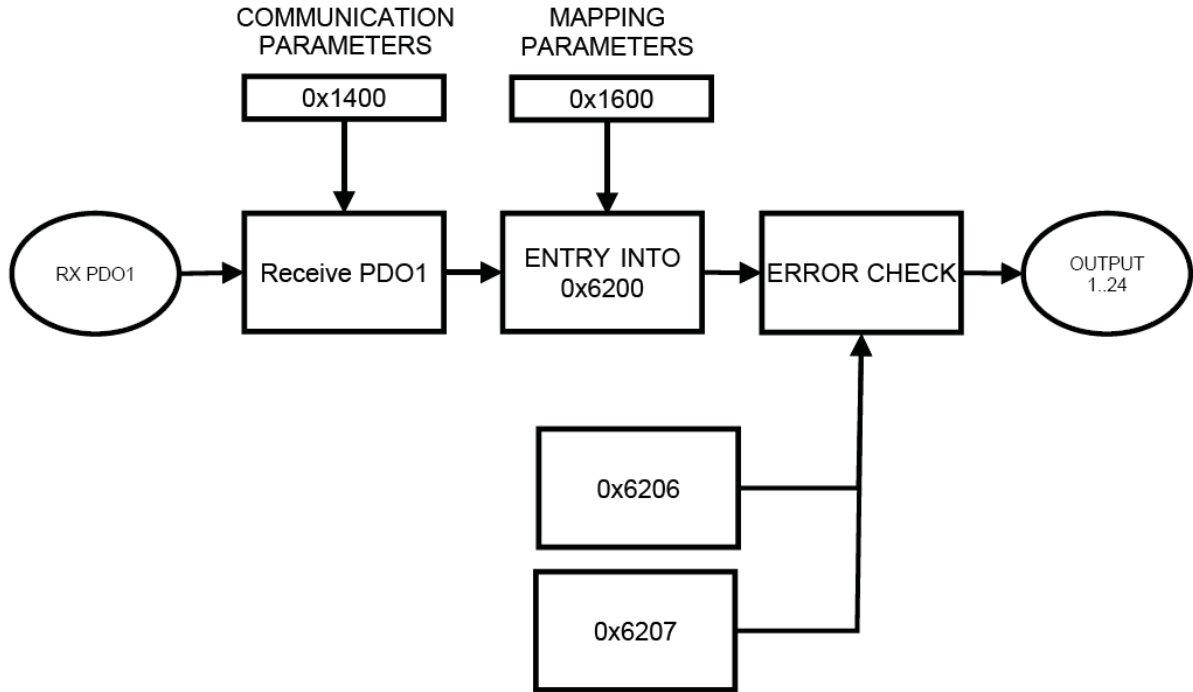 COMMUNICATION
PARAMETERS
MAPPING
PARAMETERS
0x1400
0x1600
RX PDO1
Receive PDO1
ENTRY INTO
0x6200
ERROR CHECK
OUTPUT
1..24
0x6206
0x6207